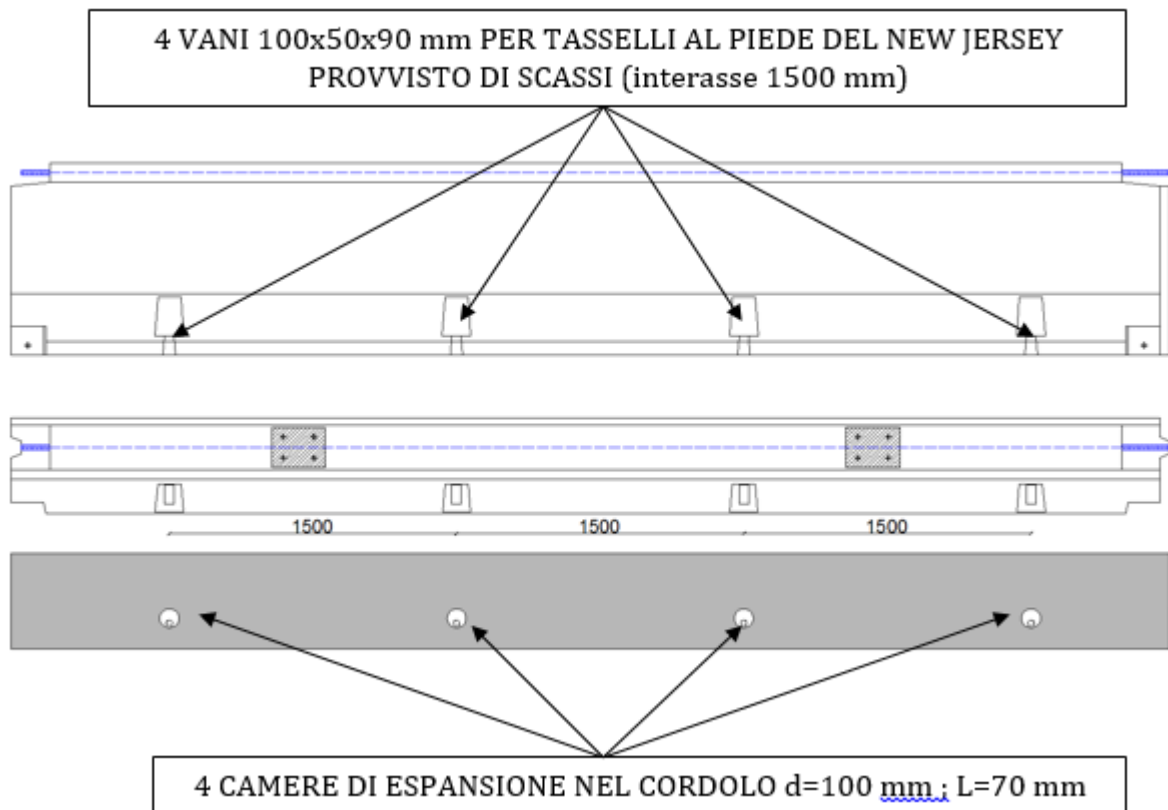 4 VANI 100x50x90 mm PER TASSELLI AL PIEDE DEL NEW JERSEY
PROVVISTO DI SCASSI (interasse 1500 mm)
1500 1500 1500
4 CAMERE DI ESPANSIONE NEL CORDOLO d=100 mm ; L=70 mm